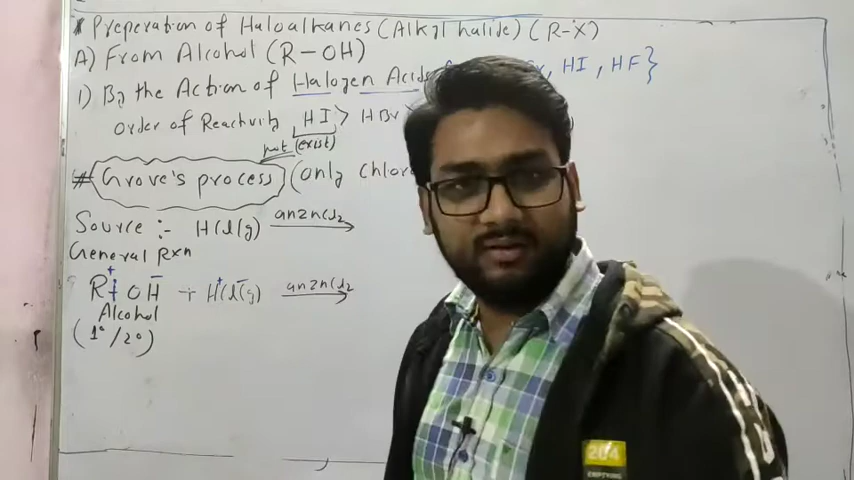 * Preperation of Haloalkanes (Alkyl halide) (R-X)
A) From Alcohol (R-OH)
1) By the Action of Halogen Acids HI, HF}
order of Reactivity HI > HBr
not (exist)
# Grove's process (only Chlor
Source :- HCl(g) anZnCl2
General Rxn
R+ OH- + H+Cl-(g) anZnCl2
Alcohol
(1°/2°)
204